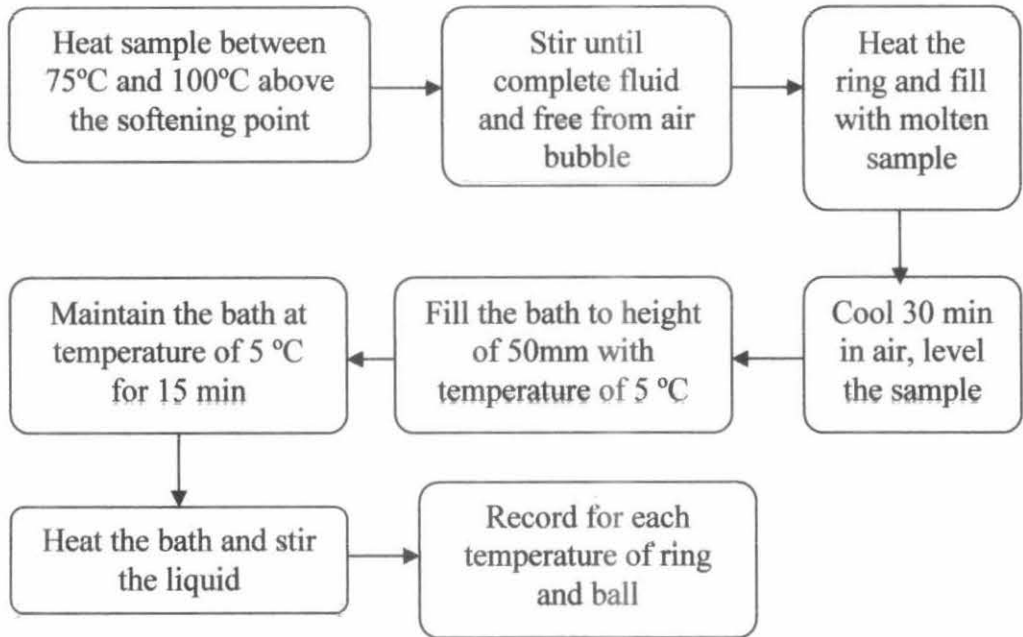 Heat sample between
75ºC and 100ºC above
the softening point
Stir until
complete fluid
and free from air
bubble
Heat the
ring and fill
with molten
sample
Cool 30 min
in air, level
the sample
Fill the bath to height
of 50mm with
temperature of 5 ºC
Maintain the bath at
temperature of 5 ºC
for 15 min
Heat the bath and stir
the liquid
Record for each
temperature of ring
and ball